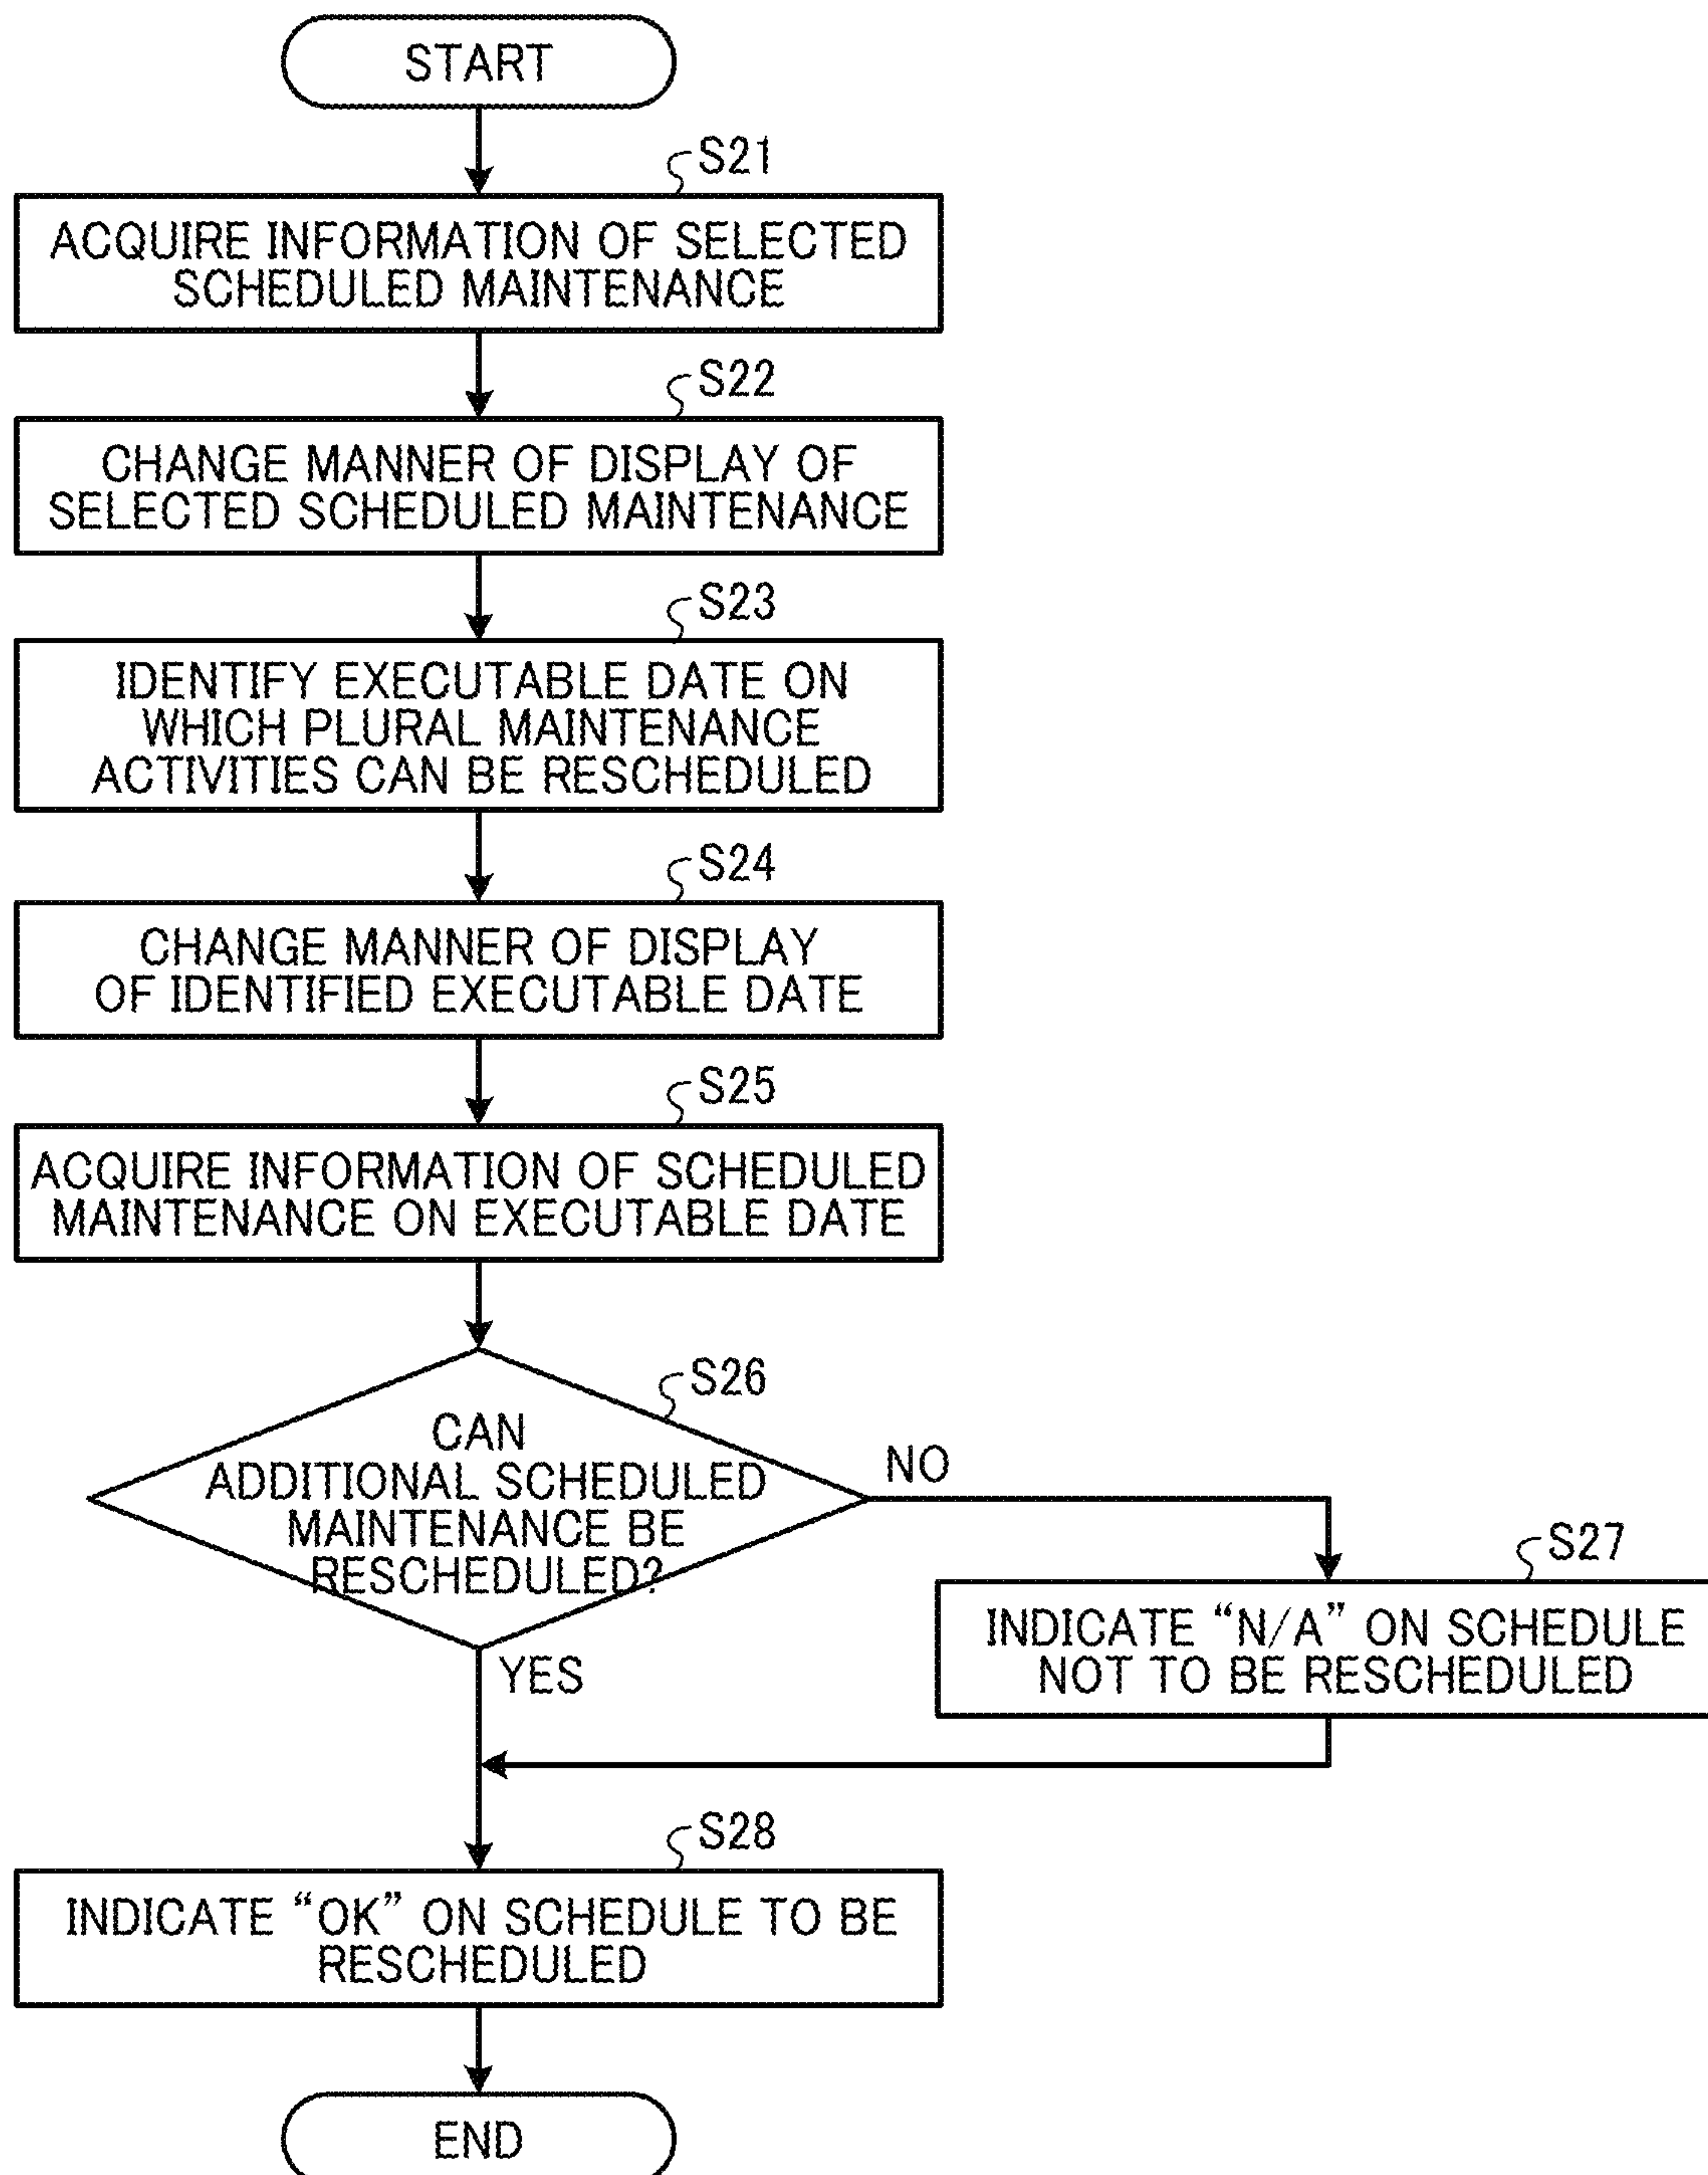 START
S21
ACQUIRE INFORMATION OF SELECTED
SCHEDULED MAINTENANCE
S22
CHANGE MANNER OF DISPLAY OF
SELECTED SCHEDULED MAINTENANCE
S23
IDENTIFY EXECUTABLE DATE ON
WHICH PLURAL MAINTENANCE
ACTIVITIES CAN BE RESCHEDULED
S24
CHANGE MANNER OF DISPLAY
OF IDENTIFIED EXECUTABLE DATE
S25
ACQUIRE INFORMATION OF SCHEDULED
MAINTENANCE ON EXECUTABLE DATE
S26
CAN
ADDITIONAL SCHEDULED
MAINTENANCE BE
RESCHEDULED?
NO
S27
INDICATE “N/A” ON SCHEDULE
NOT TO BE RESCHEDULED
YES
S28
INDICATE “OK” ON SCHEDULE TO BE
RESCHEDULED
END